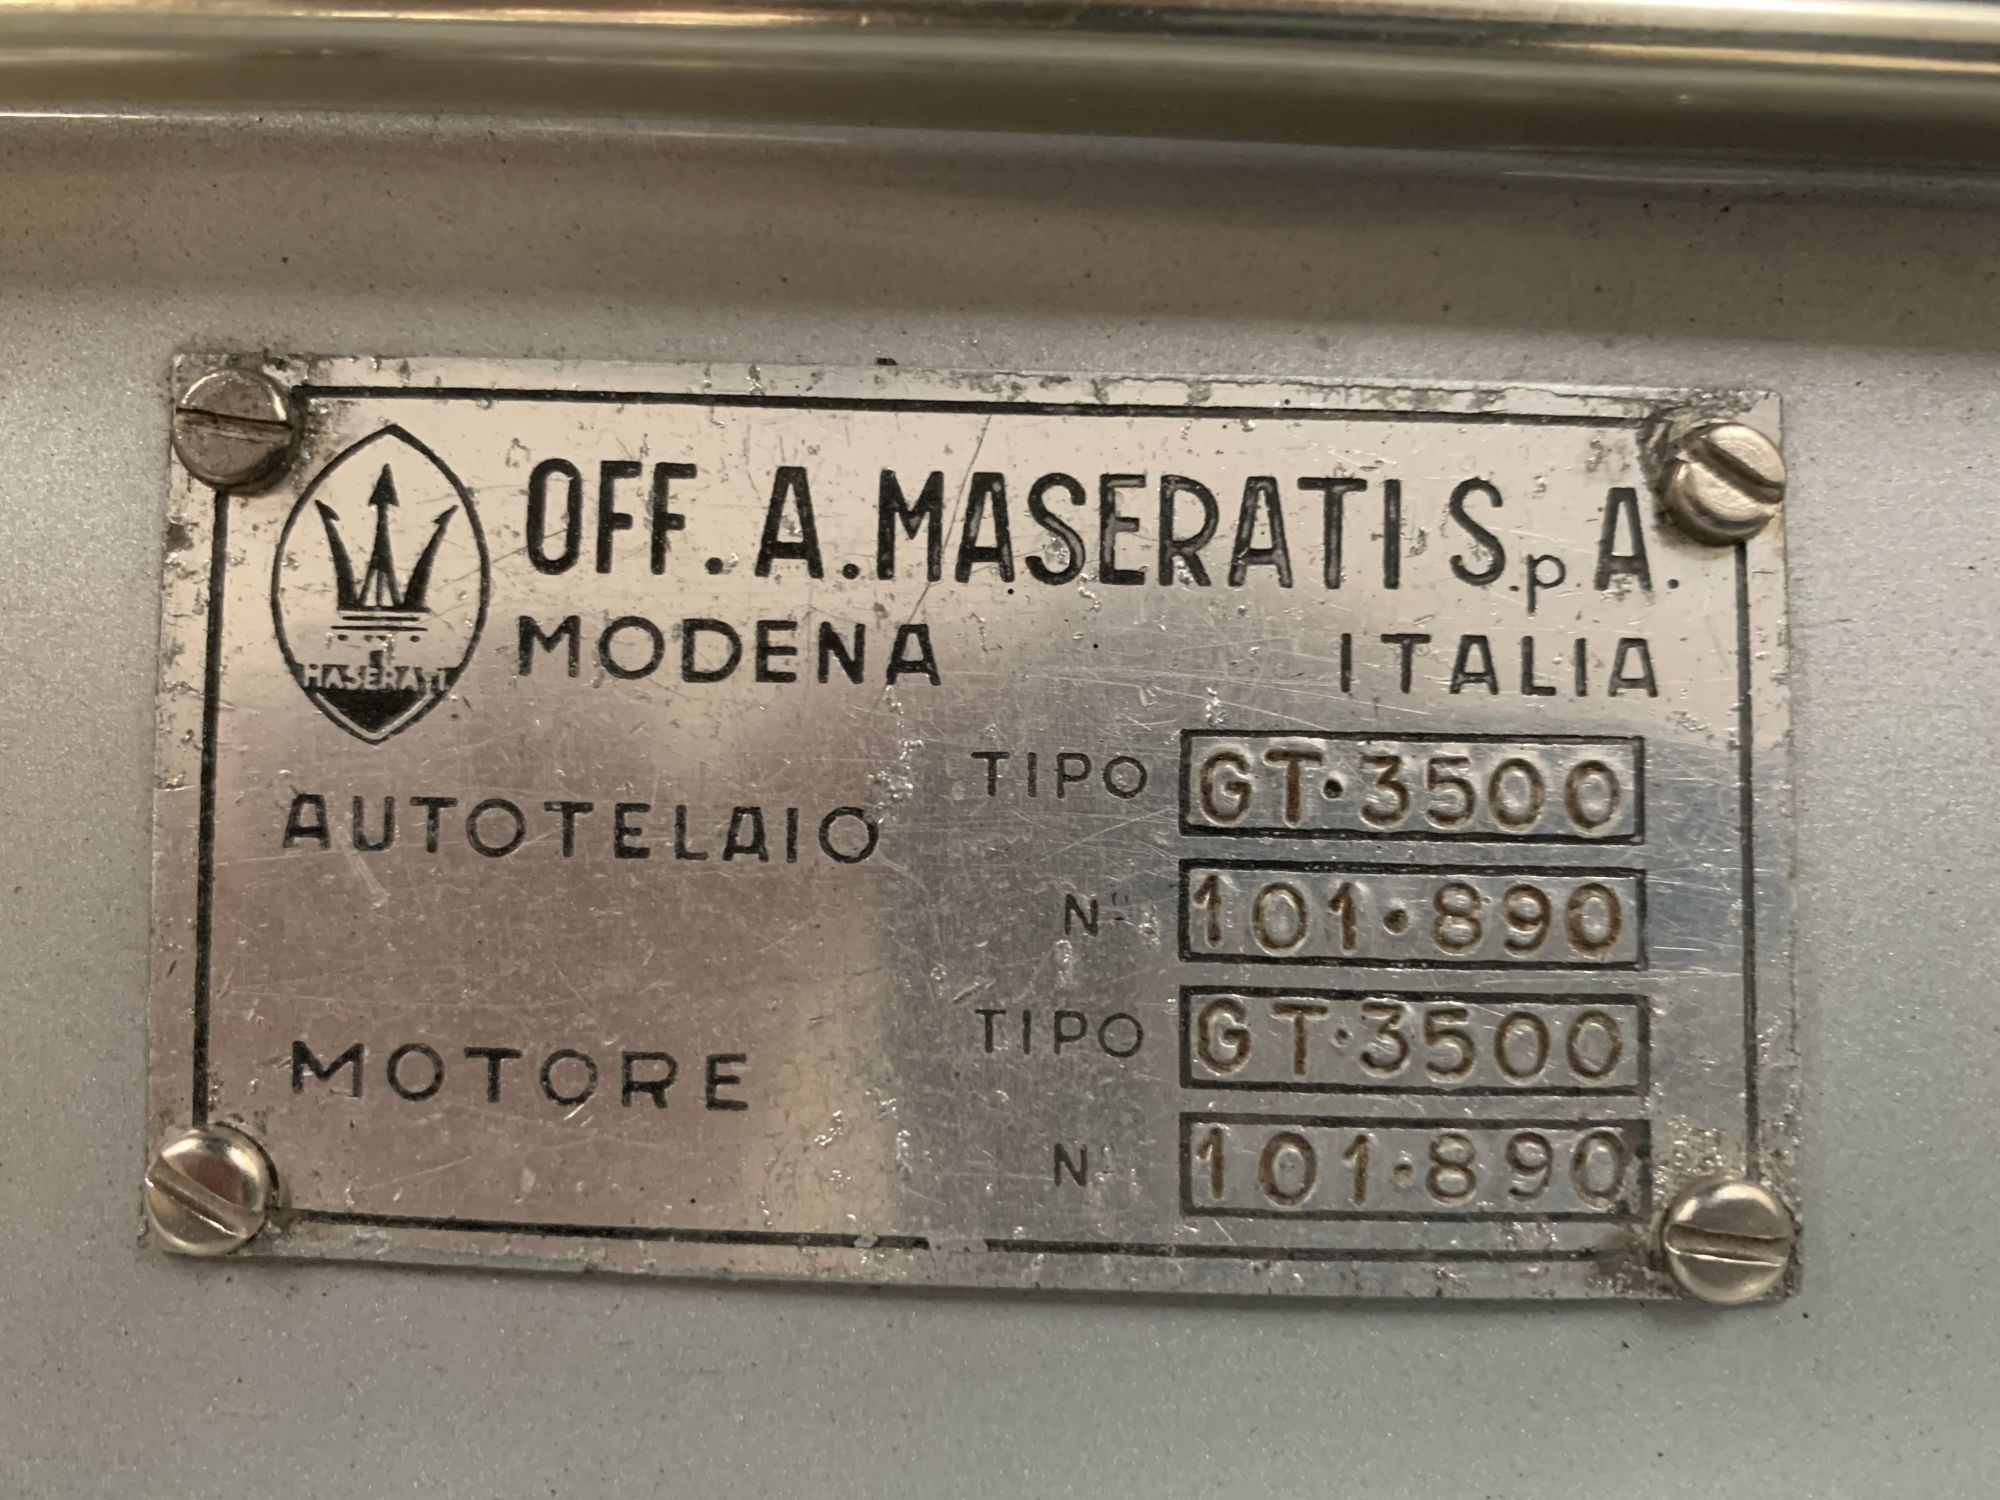 OFF. A. MASERATI S.p.A.
MODENA ITALIA
MASERATI
AUTOTELAIO
TIPO GT·3500
N° 101·890
MOTORE
TIPO GT·3500
N° 101·890